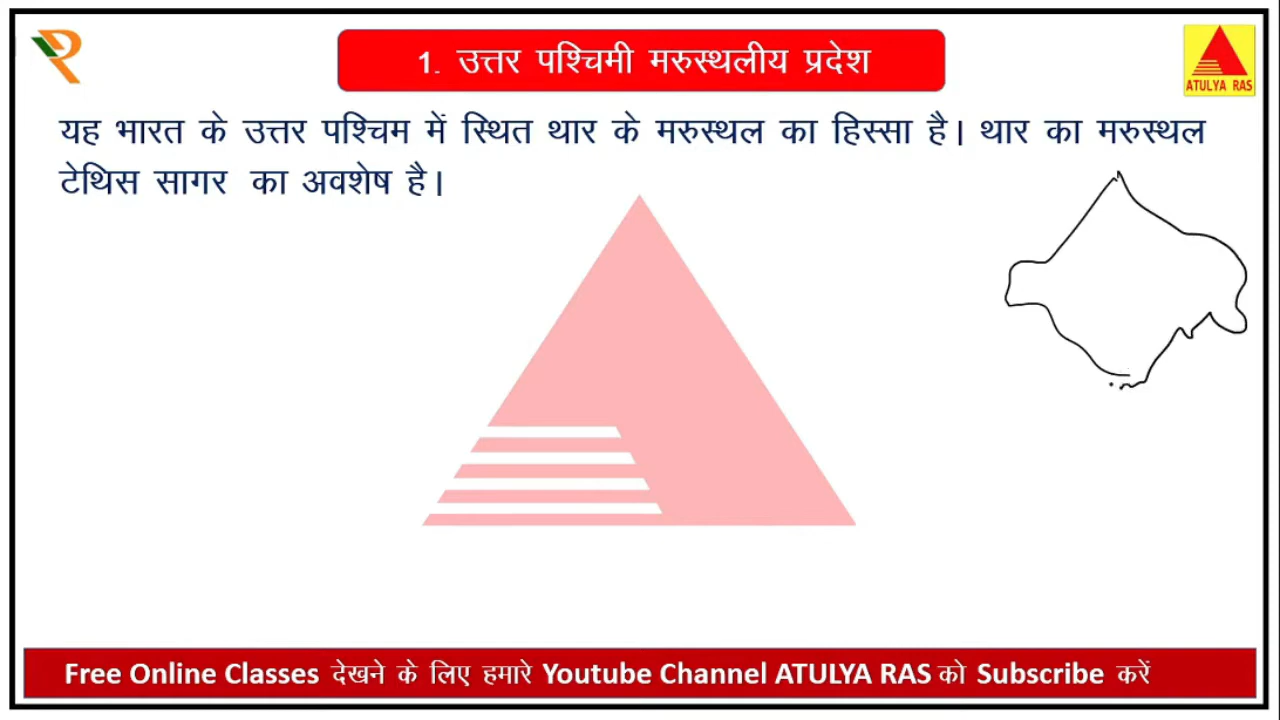 1. उत्तर पश्चिमी मरुस्थलीय प्रदेश
ATULYA RAS
यह भारत के उत्तर पश्चिम में स्थित थार के मरुस्थल का हिस्सा है। थार का मरुस्थल
टेथिस सागर का अवशेष है।
Free Online Classes देखने के लिए हमारे Youtube Channel ATULYA RAS को Subscribe करें